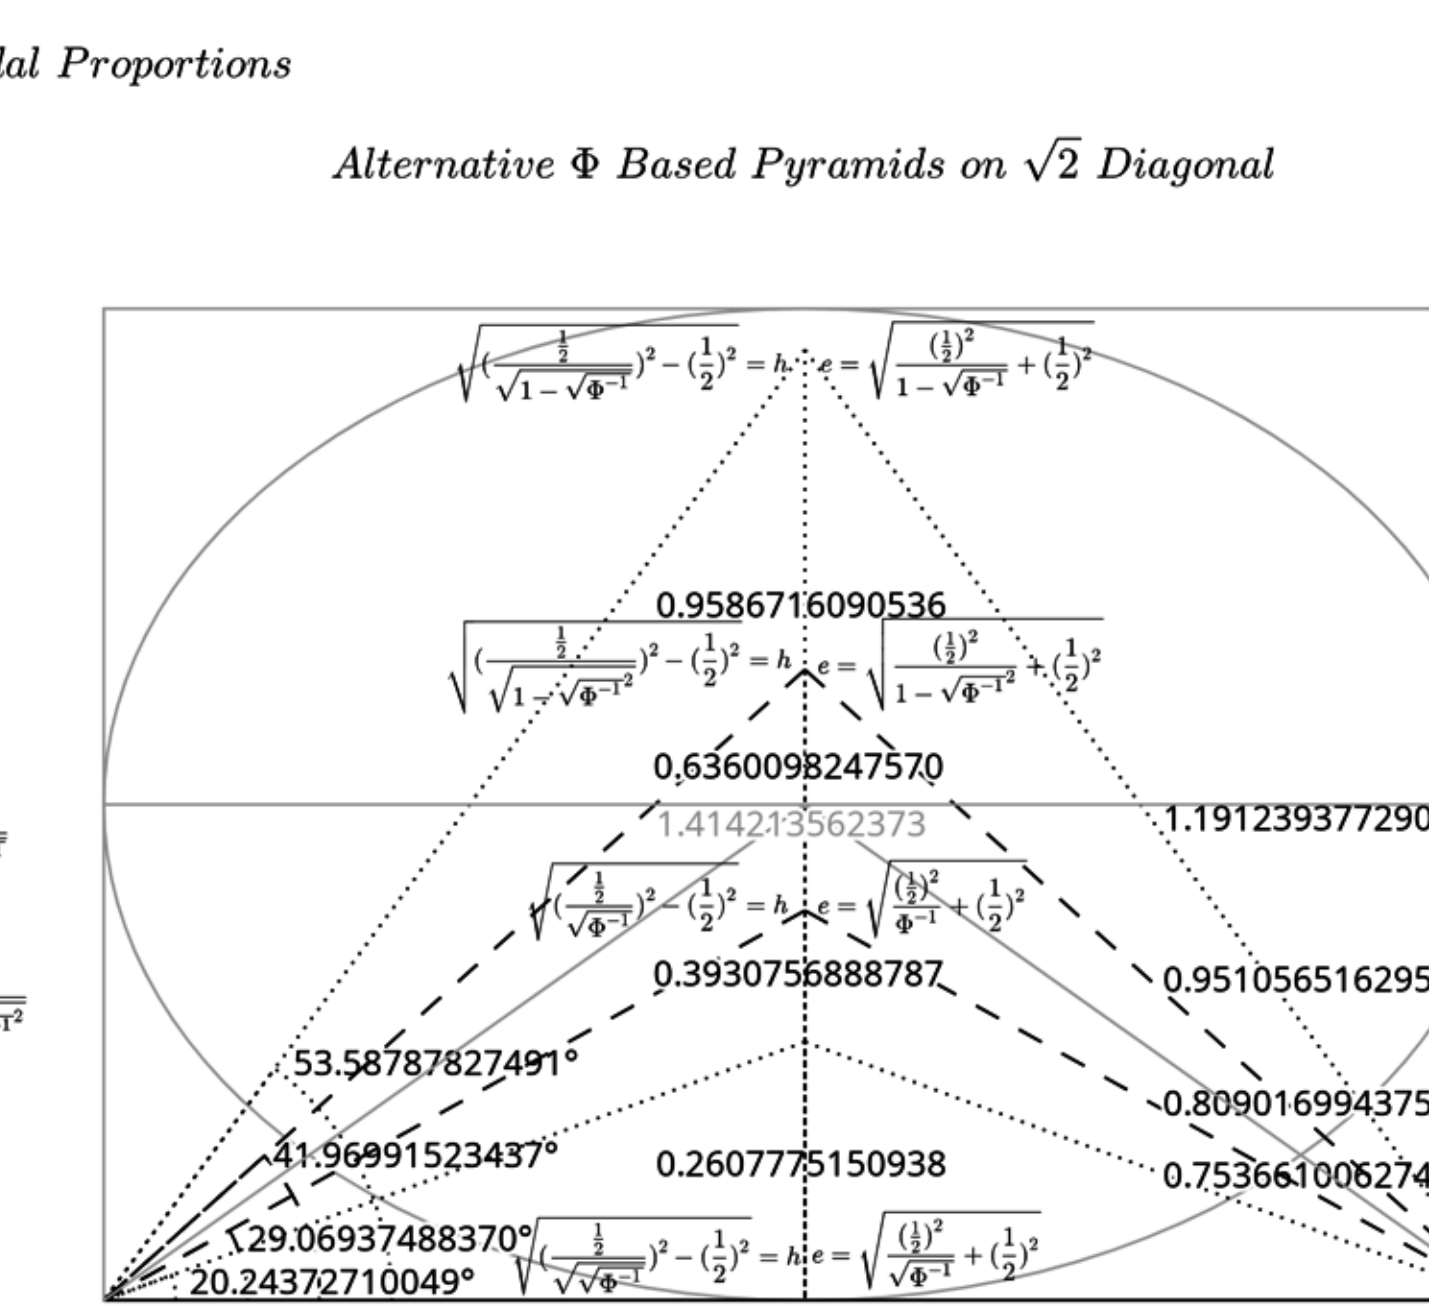 dal Proportions
Alternative Φ Based Pyramids on √2 Diagonal
√((1/2 / √(1 − √Φ⁻¹))² − (1/2)²) = h  e = √((1/2)² / (1 − √Φ⁻¹) + (1/2)²)
0.9586716090536
√((1/2 / √(1 − √Φ⁻¹²))² − (1/2)²) = h  e = √((1/2)² / (1 − √Φ⁻¹²) + (1/2)²)
0.6360098247570
1.414213562373
1.191239377290
√((1/2 / √Φ⁻¹)² − (1/2)²) = h  e = √((1/2)² / Φ⁻¹ + (1/2)²)
0.3930756888787
0.951056516295
53.58787827491°
0.809016994375
41.96991523437°
0.2607775150938
0.753661006274
29.06937488370°
√((1/2 / √√Φ⁻¹)² − (1/2)²) = h  e = √((1/2)² / √Φ⁻¹ + (1/2)²)
20.24372710049°